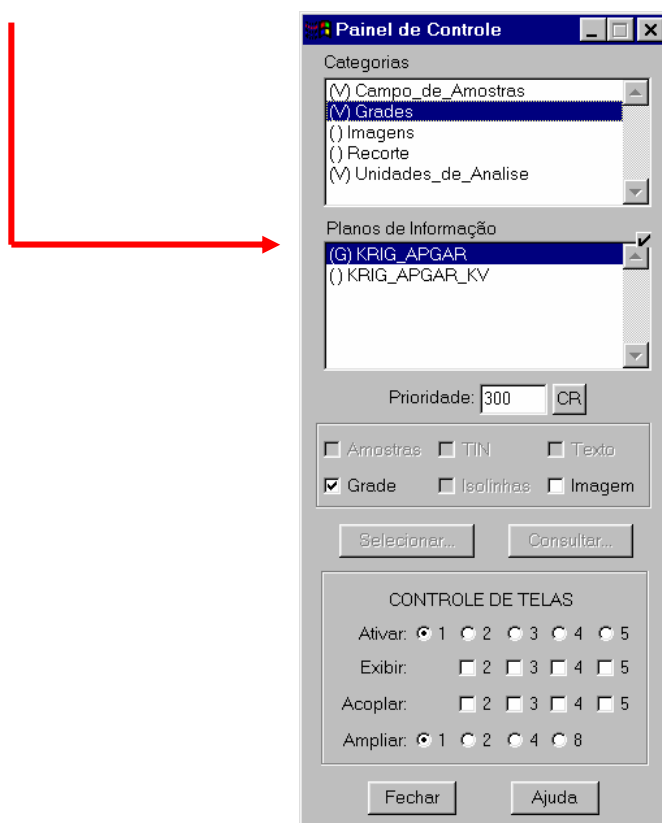 Painel de Controle
Categorias
(V) Campo_de_Amostras
(V) Grades
() Imagens
() Recorte
(V) Unidades_de_Analise
Planos de Informação
(G) KRIG_APGAR
() KRIG_APGAR_KV
Prioridade: 300 CR
Amostras TIN Texto
Grade Isolinhas Imagem
Selecionar... Consultar...
CONTROLE DE TELAS
Ativar: 1 2 3 4 5
Exibir: 2 3 4 5
Acoplar: 2 3 4 5
Ampliar: 1 2 4 8
Fechar Ajuda